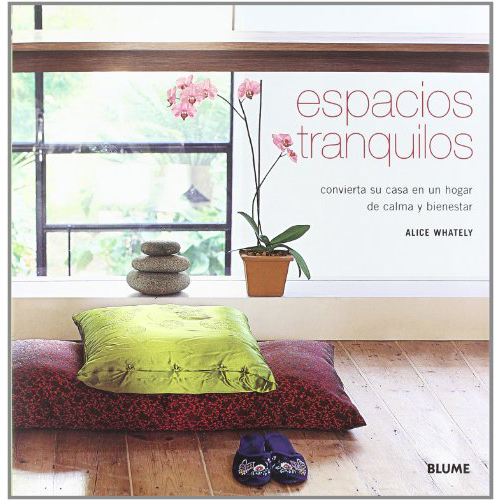 espacios
tranquilos
convierta su casa en un hogar
de calma y bienestar
ALICE WHATELY
BLUME